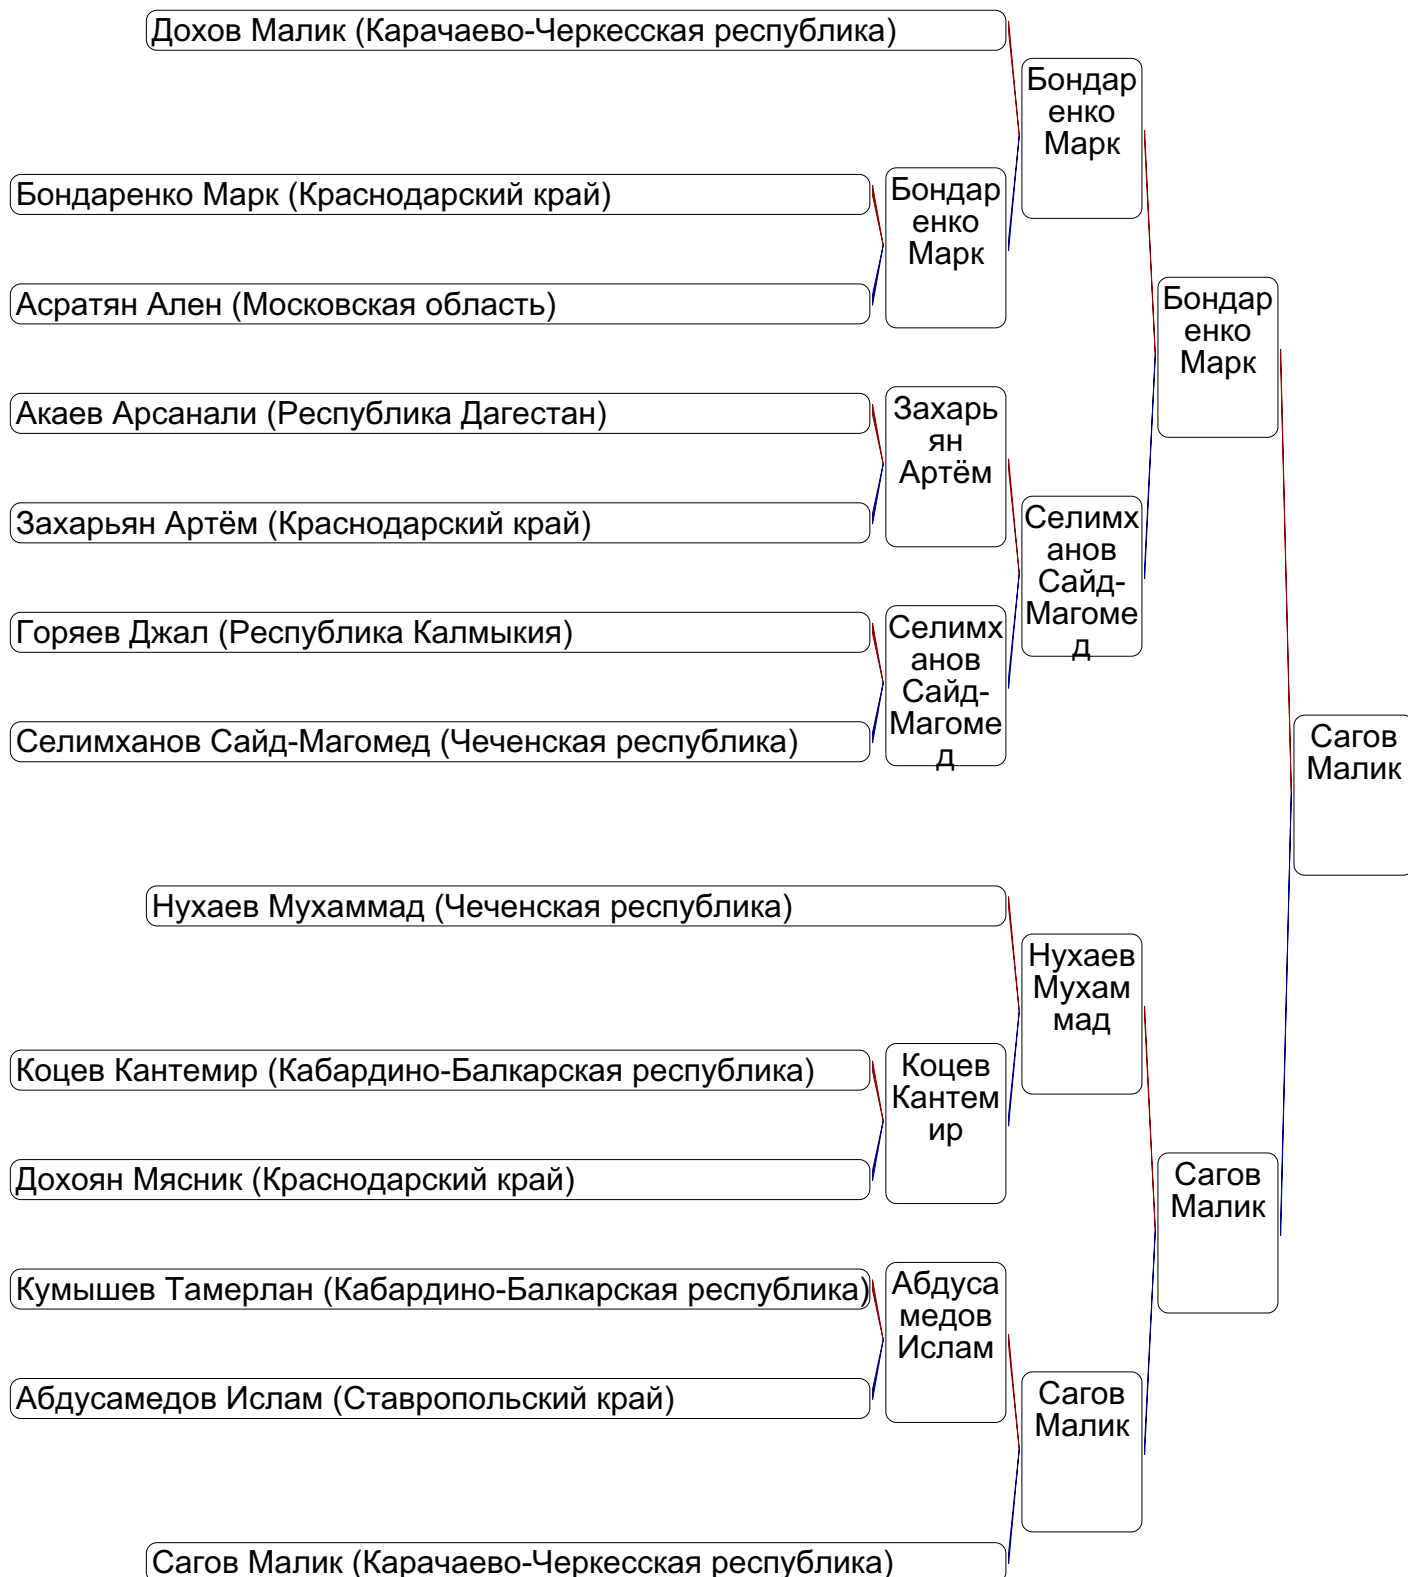 Дохов Малик (Карачаево-Черкесская республика)
Бондар
енко
Марк
Бондаренко Марк (Краснодарский край)
Бондар
енко
Марк
Асратян Ален (Московская область)
Бондар
енко
Марк
Акаев Арсанали (Республика Дагестан)
Захарь
ян
Артём
Захарьян Артём (Краснодарский край)
Селимх
анов
Сайд-
Магоме
д
Горяев Джал (Республика Калмыкия)
Селимх
анов
Сайд-
Магоме
д
Селимханов Сайд-Магомед (Чеченская республика)
Сагов
Малик
Нухаев Мухаммад (Чеченская республика)
Нухаев
Мухам
мад
Коцев Кантемир (Кабардино-Балкарская республика)
Коцев
Кантем
ир
Дохоян Мясник (Краснодарский край)
Сагов
Малик
Кумышев Тамерлан (Кабардино-Балкарская республика)
Абдуса
медов
Ислам
Абдусамедов Ислам (Ставропольский край)
Сагов
Малик
Сагов Малик (Карачаево-Черкесская республика)